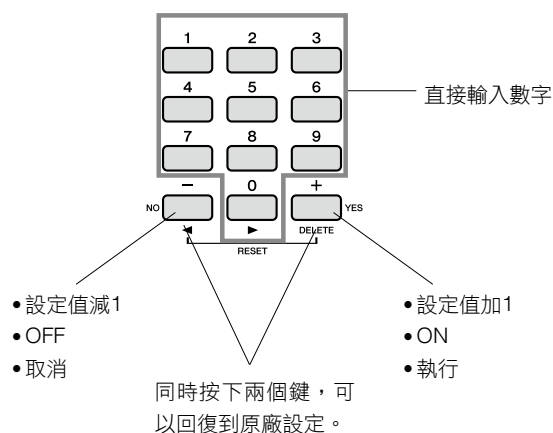 1 2 3
4 5 6
直接輸入數字
7 8 9
− 0 +
NO YES
◄ ► DELETE
RESET
•設定值減1
•OFF
•取消
•設定值加1
•ON
•執行
同時按下兩個鍵，可
以回復到原廠設定。